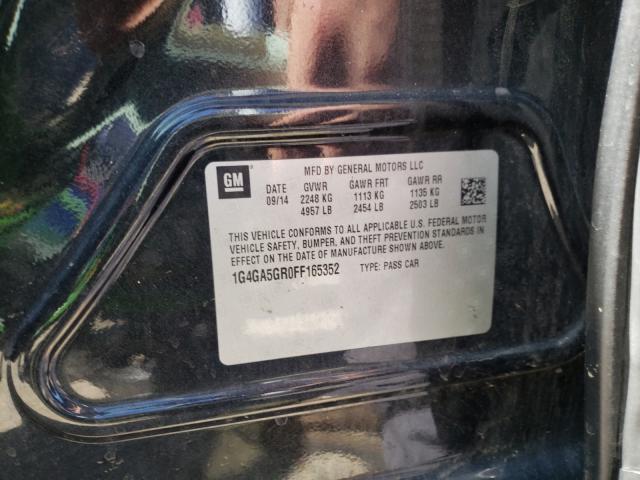 GM
MFD BY GENERAL MOTORS LLC
DATE GVWR GAWR FRT GAWR RR
09/14 2248 KG 1113 KG 1135 KG
4957 LB 2454 LB 2503 LB
THIS VEHICLE CONFORMS TO ALL APPLICABLE U.S. FEDERAL MOTOR
VEHICLE SAFETY, BUMPER, AND THEFT PREVENTION STANDARDS IN
EFFECT ON THE DATE OF MANUFACTURE SHOWN ABOVE.
1G4GA5GR0FF165352 TYPE: PASS CAR